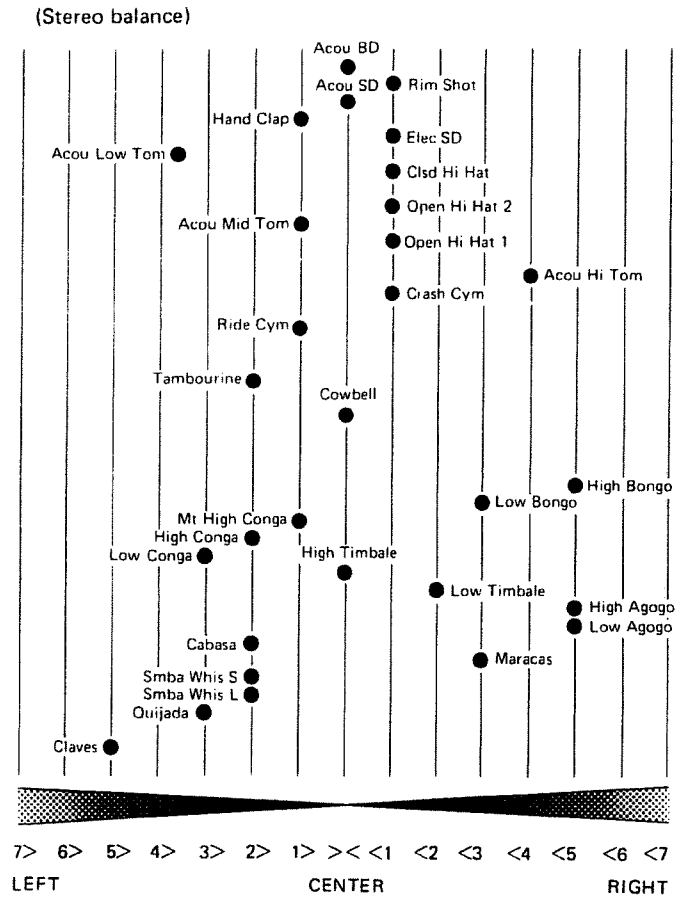 (Stereo balance)
Acou BD
Rim Shot
Acou SD
Hand Clap
Elec SD
Acou Low Tom
Clsd Hi Hat
Open Hi Hat 2
Acou Mid Tom
Open Hi Hat 1
Acou Hi Tom
Crash Cym
Ride Cym
Tambourine
Cowbell
High Bongo
Low Bongo
Mt High Conga
High Conga
Low Conga
High Timbale
Low Timbale
High Agogo
Low Agogo
Cabasa
Maracas
Smba Whis S
Smba Whis L
Quijada
Claves
7> 6> 5> 4> 3> 2> 1> >< <1 <2 <3 <4 <5 <6 <7
LEFT CENTER RIGHT